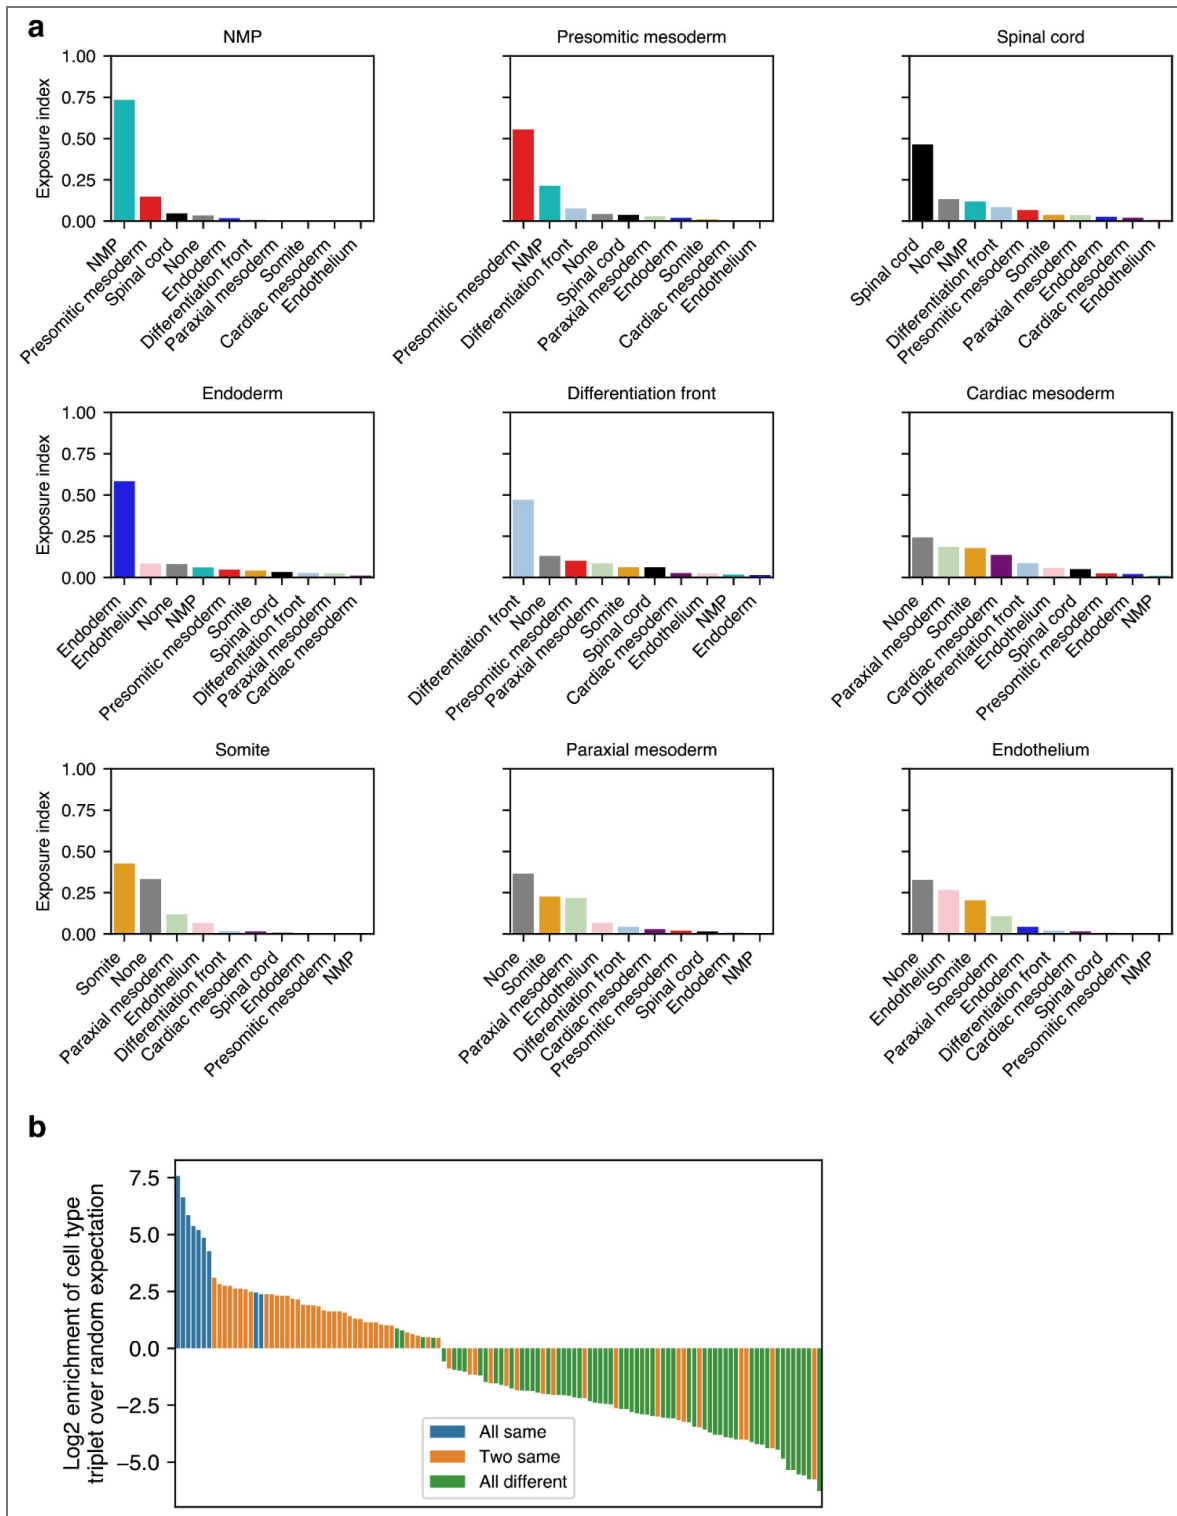 a
NMP
Presomitic mesoderm
Spinal cord
1.00
0.75
0.50
0.25
0.00
Exposure index
NMP
Presomitic mesoderm
Spinal cord
None
Endoderm
Differentiation front
Paraxial mesoderm
Somite
Cardiac mesoderm
Endothelium
Presomitic mesoderm
NMP
Differentiation front
None
Spinal cord
Paraxial mesoderm
Endoderm
Somite
Cardiac mesoderm
Endothelium
Spinal cord
None
NMP
Differentiation front
Presomitic mesoderm
Somite
Paraxial mesoderm
Endoderm
Cardiac mesoderm
Endothelium
Endoderm
Differentiation front
Cardiac mesoderm
1.00
0.75
0.50
0.25
0.00
Exposure index
Endoderm
Endothelium
None
NMP
Presomitic mesoderm
Somite
Spinal cord
Differentiation front
Paraxial mesoderm
Cardiac mesoderm
Differentiation front
None
Presomitic mesoderm
Paraxial mesoderm
Somite
Spinal cord
Cardiac mesoderm
Endothelium
NMP
Endoderm
None
Paraxial mesoderm
Somite
Cardiac mesoderm
Differentiation front
Endothelium
Spinal cord
Presomitic mesoderm
Endoderm
NMP
Somite
Paraxial mesoderm
Endothelium
1.00
0.75
0.50
0.25
0.00
Exposure index
Somite
None
Paraxial mesoderm
Endothelium
Differentiation front
Cardiac mesoderm
Spinal cord
Endoderm
Presomitic mesoderm
NMP
None
Somite
Paraxial mesoderm
Endothelium
Differentiation front
Cardiac mesoderm
Presomitic mesoderm
Spinal cord
Endoderm
NMP
None
Endothelium
Somite
Paraxial mesoderm
Endoderm
Differentiation front
Cardiac mesoderm
Spinal cord
Presomitic mesoderm
NMP
b
Log2 enrichment of cell type
triplet over random expectation
7.5
5.0
2.5
0.0
−2.5
−5.0
All same
Two same
All different